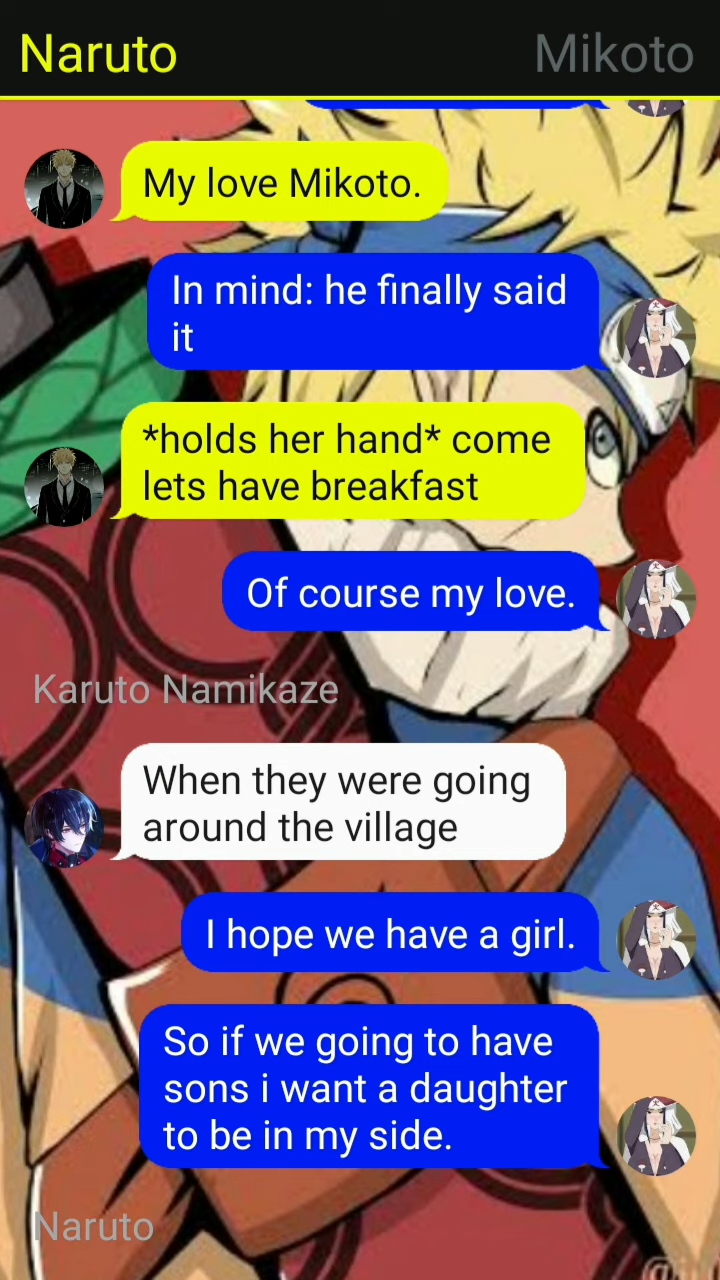 Naruto
Mikoto
My love Mikoto.
In mind: he finally said
it
*holds her hand* come
lets have breakfast
Of course my love.
Karuto Namikaze
When they were going
around the village
I hope we have a girl.
So if we going to have
sons i want a daughter
to be in my side.
Naruto